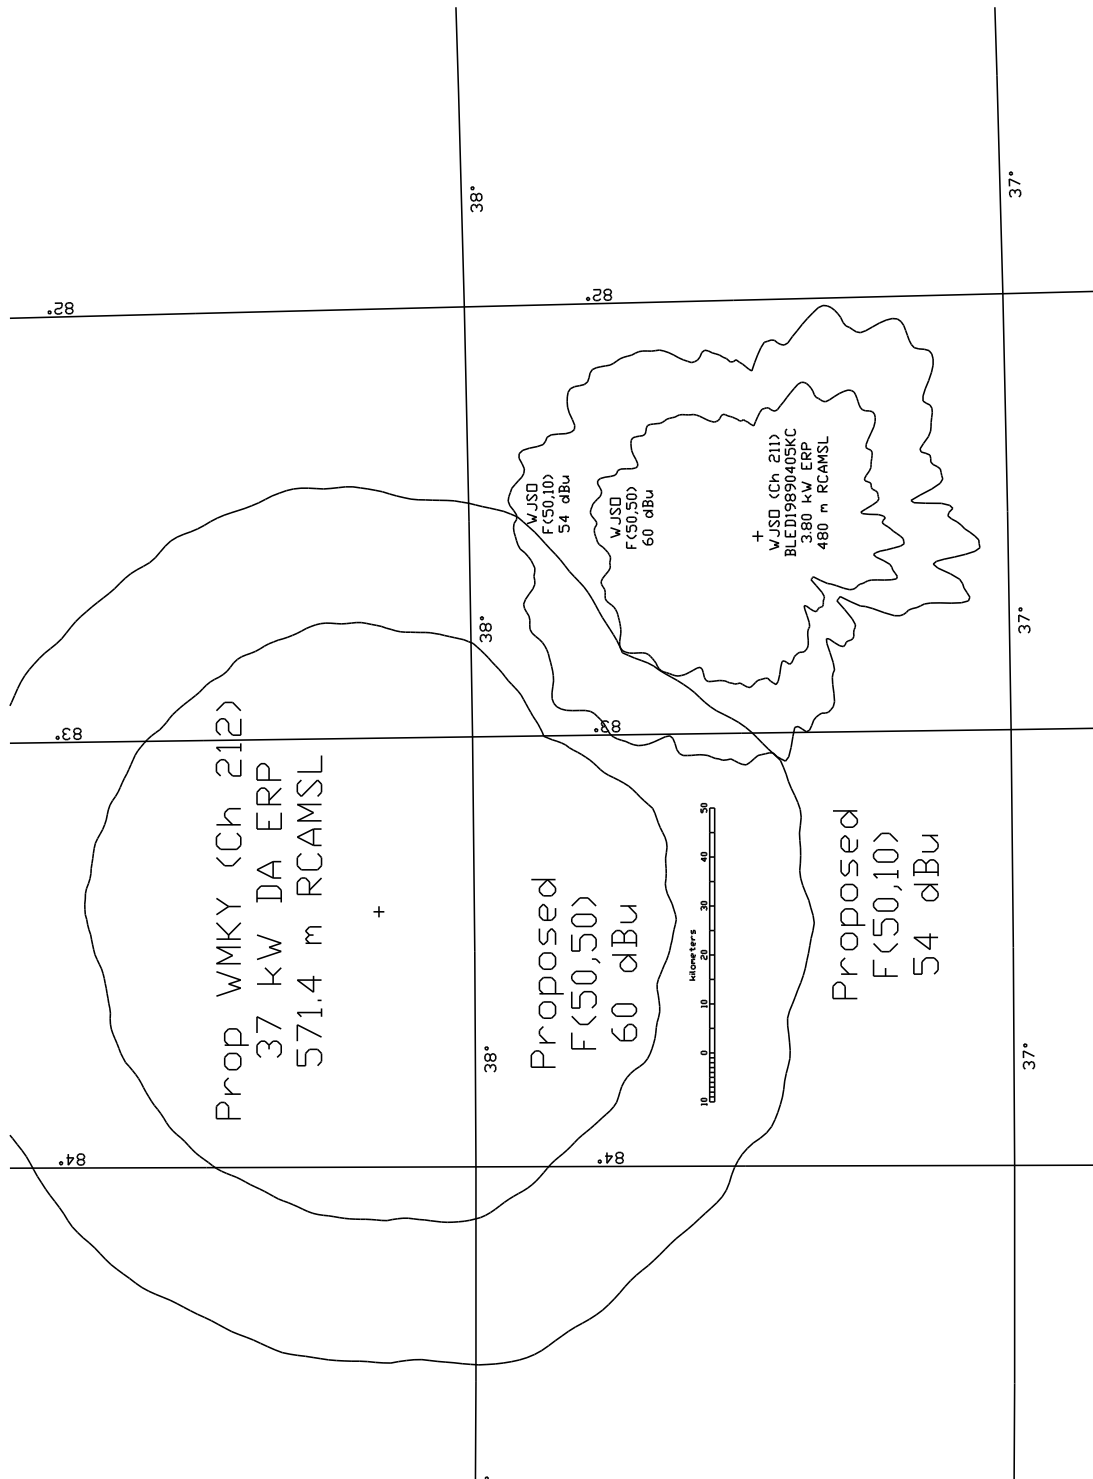 Prop WMKY (Ch 212)
37 kW DA ERP
571.4 m RCAMSL
Proposed
F(50,50)
60 dBu
Proposed
F(50,10)
54 dBu
WJSO
F(50,10)
54 dBu
WJSO
F(50,50)
60 dBu
WJSO (Ch 211)
BLED19890405KC
3.80 kW ERP
480 m RCAMSL
kilometers
10 0 10 20 30 40 50
82°
82°
83°
83°
84°
84°
38°
38°
38°
37°
37°
37°